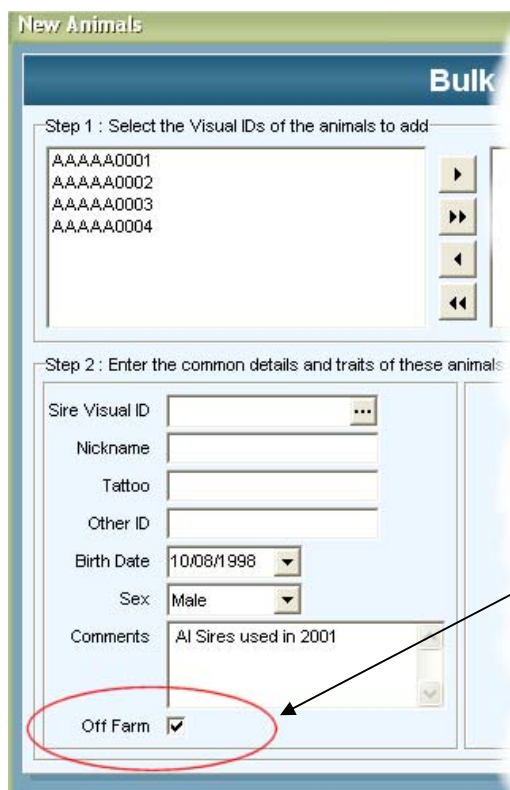 New Animals
Bulk
Step 1 : Select the Visual IDs of the animals to add
AAAAA0001
AAAAA0002
AAAAA0003
AAAAA0004
Step 2 : Enter the common details and traits of these animals
Sire Visual ID ...
Nickname
Tattoo
Other ID
Birth Date 10/08/1998
Sex Male
Comments AI Sires used in 2001
Off Farm